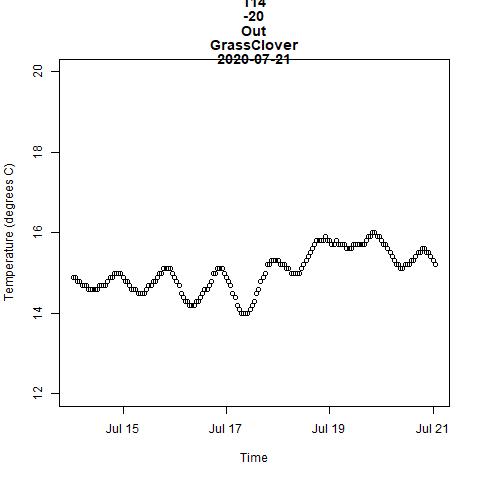 T14
-20
Out
GrassClover
2020-07-21
Temperature (degrees C)
20
18
16
14
12
Jul 15
Jul 17
Jul 19
Jul 21
Time